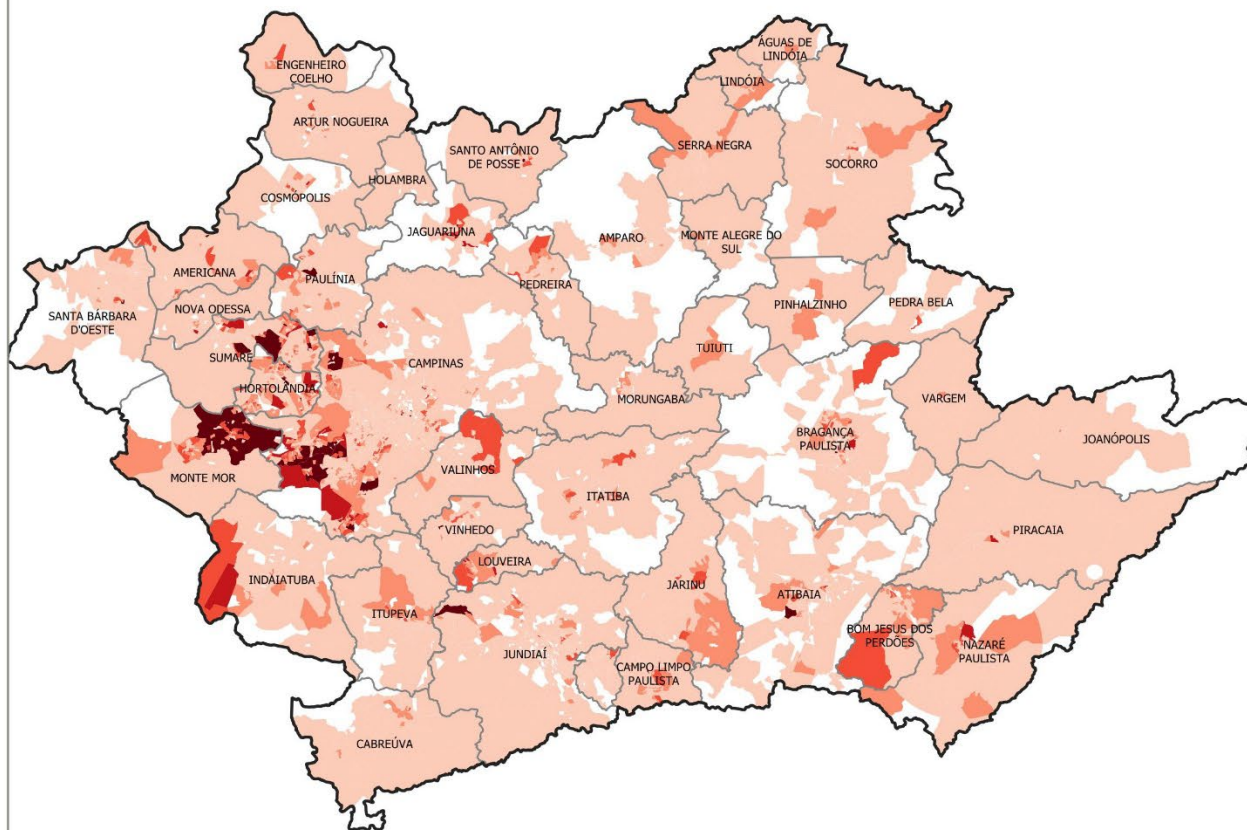 ÁGUAS DE
LINDÓIA
ENGENHEIRO
COELHO
LINDÓIA
ARTUR NOGUEIRA
SERRA NEGRA
SANTO ANTÔNIO
DE POSSE
SOCORRO
HOLAMBRA
COSMÓPOLIS
JAGUARIÚNA
AMPARO
MONTE ALEGRE DO
SUL
AMERICANA
PAULÍNIA
PEDREIRA
PINHALZINHO
PEDRA BELA
NOVA ODESSA
SANTA BÁRBARA
D'OESTE
TUIUTI
SUMARÉ
CAMPINAS
HORTOLÂNDIA
MORUNGABA
VARGEM
BRAGANÇA
PAULISTA
JOANÓPOLIS
MONTE MOR
VALINHOS
ITATIBA
VINHEDO
PIRACAIA
LOUVEIRA
INDAIATUBA
JARINU
ATIBAIA
ITUPEVA
BOM JESUS DOS
PERDÕES
NAZARÉ
PAULISTA
JUNDIAÍ
CAMPO LIMPO
PAULISTA
CABREÚVA